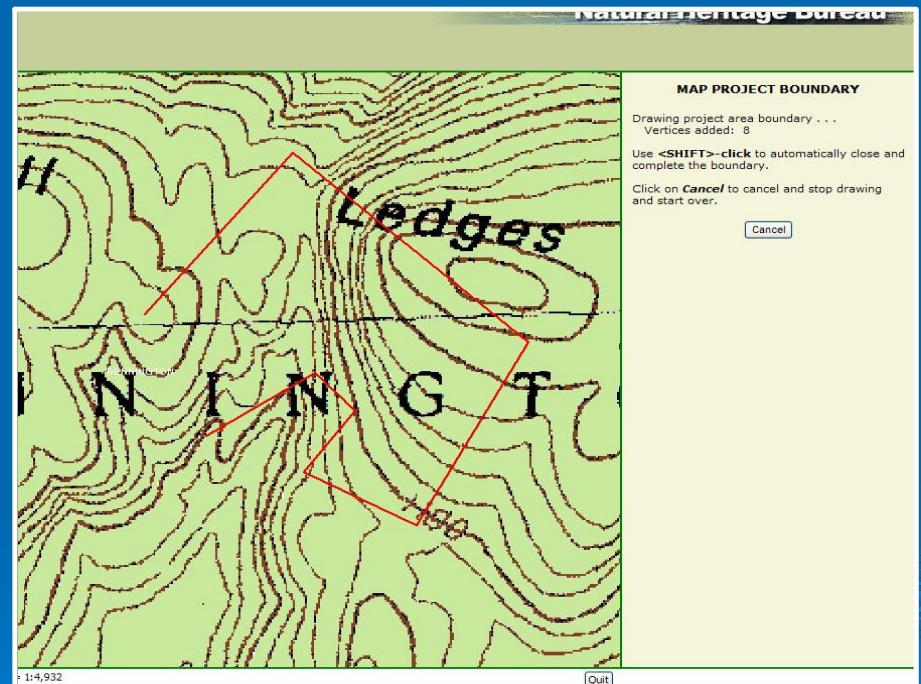 Natural Heritage Bureau
MAP PROJECT BOUNDARY
Drawing project area boundary . . .
Vertices added: 8
Use <SHIFT>-click to automatically close and
complete the boundary.
Click on Cancel to cancel and stop drawing
and start over.
Cancel
ll
Ledges
N I N G T
1:4,932
Quit